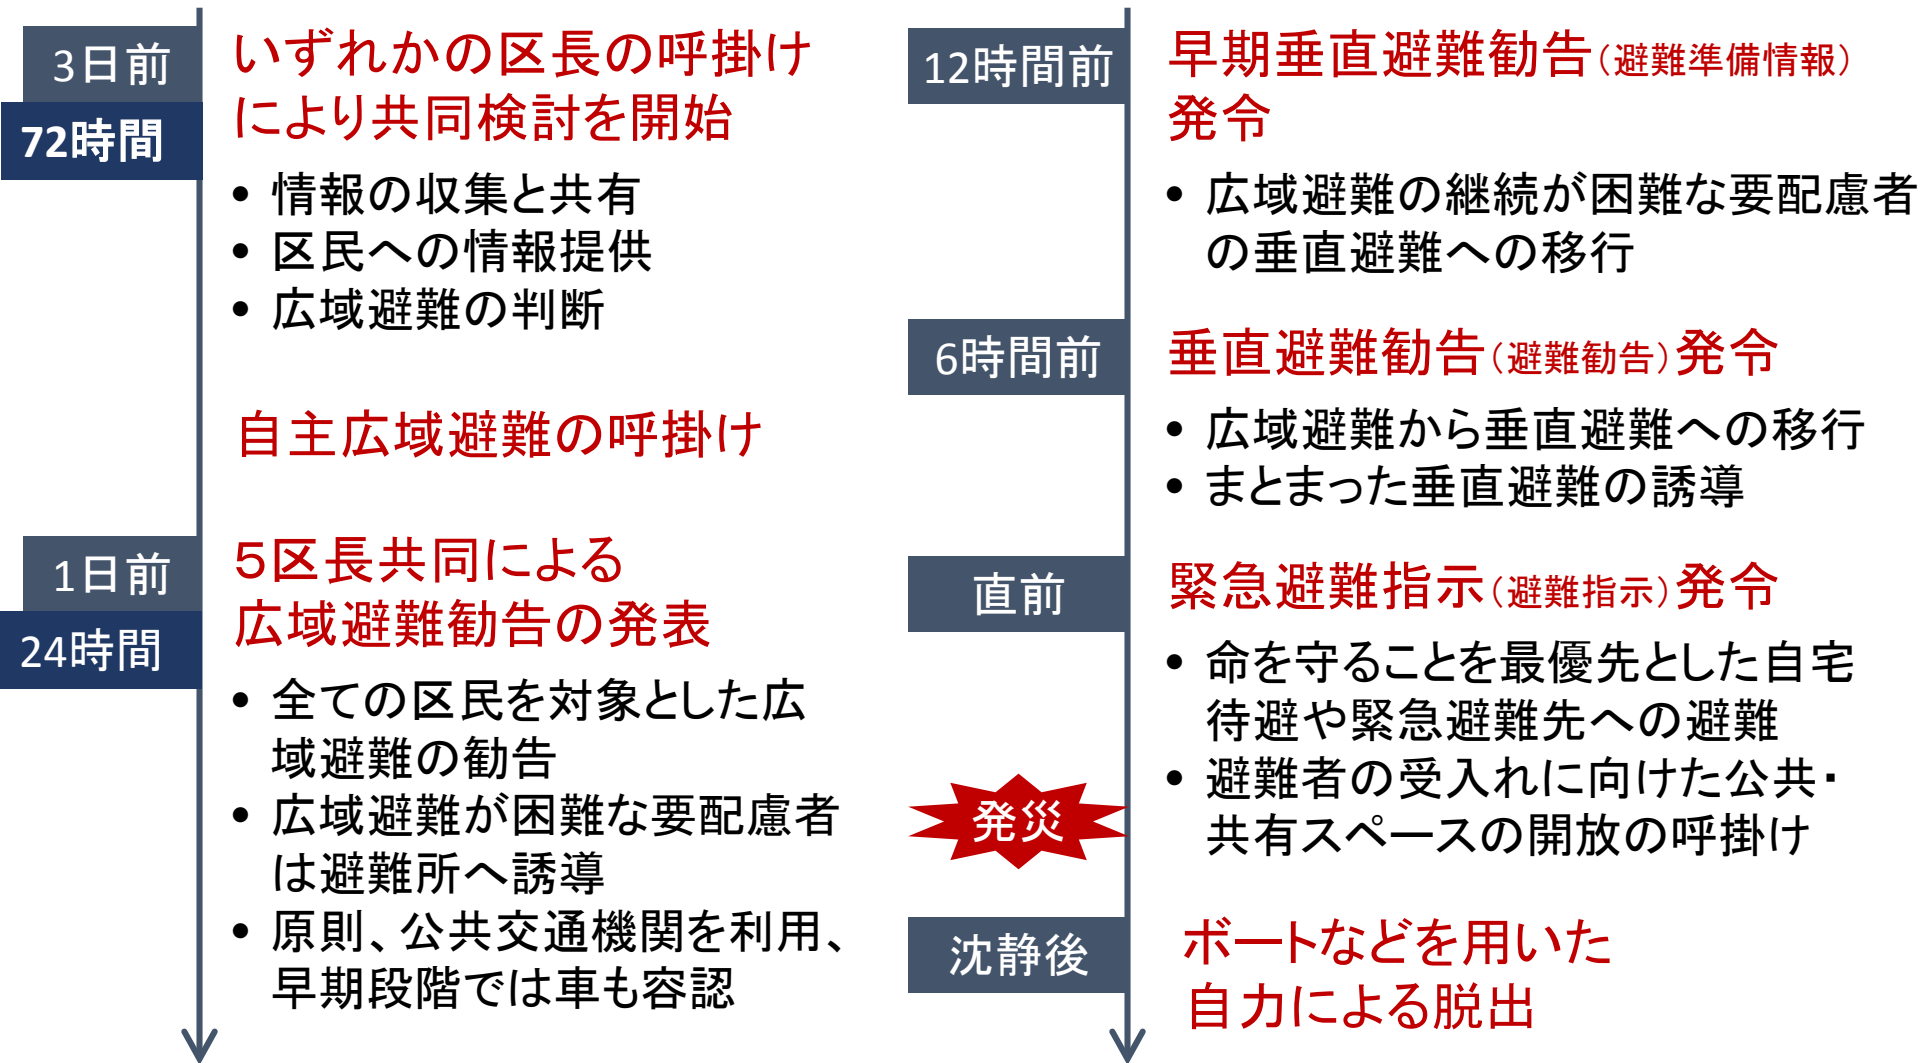 3日前
72時間
いずれかの区長の呼掛け
により共同検討を開始
• 情報の収集と共有
• 区民への情報提供
• 広域避難の判断
自主広域避難の呼掛け
1日前
24時間
5区長共同による
広域避難勧告の発表
• 全ての区民を対象とした広
域避難の勧告
• 広域避難が困難な要配慮者
は避難所へ誘導
• 原則、公共交通機関を利用、
早期段階では車も容認
12時間前
早期垂直避難勧告(避難準備情報)
発令
• 広域避難の継続が困難な要配慮者
の垂直避難への移行
6時間前
垂直避難勧告(避難勧告)発令
• 広域避難から垂直避難への移行
• まとまった垂直避難の誘導
直前
緊急避難指示(避難指示)発令
• 命を守ることを最優先とした自宅
待避や緊急避難先への避難
• 避難者の受入れに向けた公共・
共有スペースの開放の呼掛け
発災
沈静後
ボートなどを用いた
自力による脱出